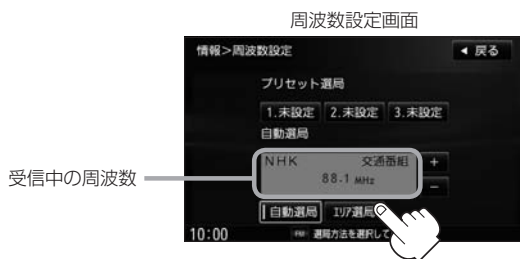 周波数設定画面
情報>周波数設定 ◀ 戻る
プリセット選局
1.未設定 2.未設定 3.未設定
自動選局
NHK 交通番組 +
受信中の周波数 88.1 MHz
−
自動選局 エリア選局
10:00 FM 選局方法を選択して